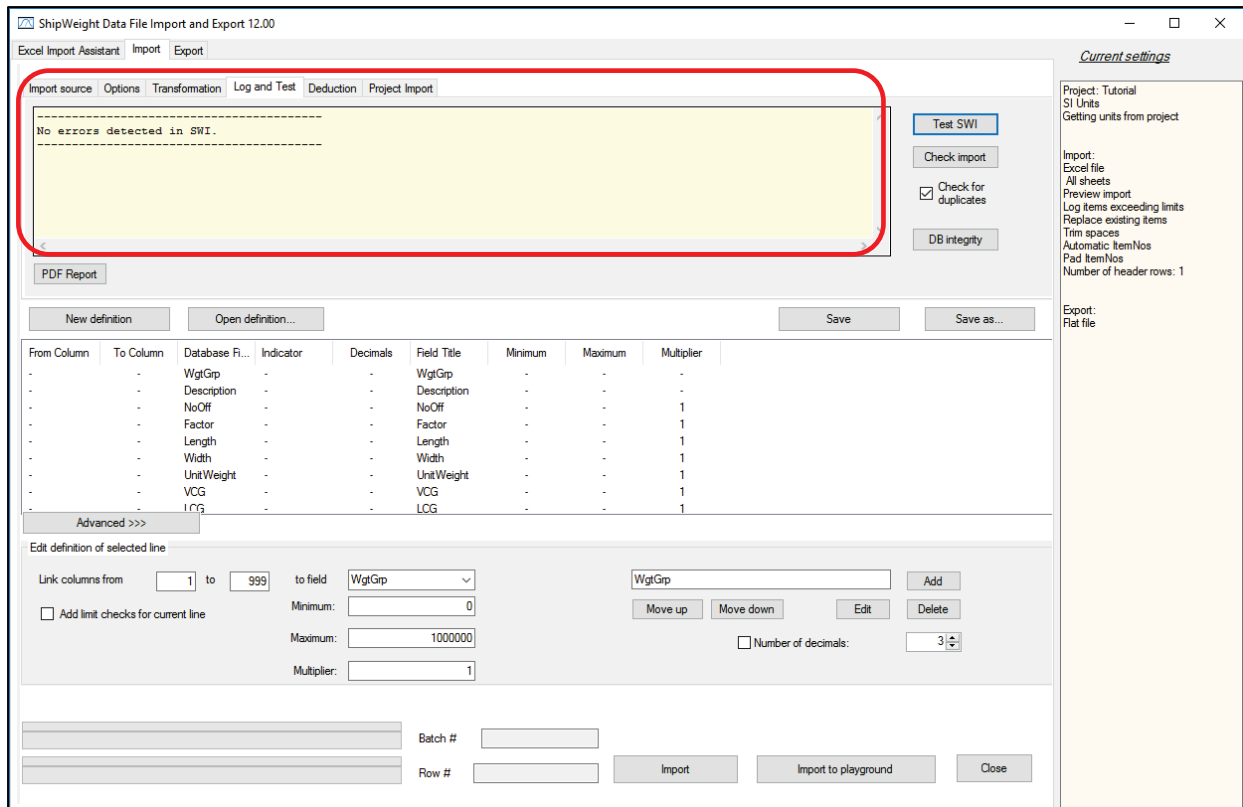 ShipWeight Data File Import and Export 12.00
Excel Import Assistant Import Export
Import source Options Transformation Log and Test Deduction Project Import
-----------------------------------------
No errors detected in SWI.
-----------------------------------------
Test SWI
Check import
Check for
duplicates
DB integrity
PDF Report
Current settings
Project: Tutorial
SI Units
Getting units from project
Import:
Excel file
All sheets
Preview import
Log items exceeding limits
Replace existing items
Trim spaces
Automatic ItemNos
Pad ItemNos
Number of header rows: 1
Export:
Flat file
New definition Open definition... Save Save as...
From Column To Column Database Fi... Indicator Decimals Field Title Minimum Maximum Multiplier
- - WgtGrp - - WgtGrp - - -
- - Description - - Description - - -
- - NoOff - - NoOff - - 1
- - Factor - - Factor - - 1
- - Length - - Length - - 1
- - Width - - Width - - 1
- - UnitWeight - - UnitWeight - - 1
- - VCG - - VCG - - 1
- - LCG - - LCG - - 1
Advanced >>>
Edit definition of selected line
Link columns from 1 to 999 to field WgtGrp WgtGrp Add
Add limit checks for current line
Minimum: 0 Move up Move down Edit Delete
Maximum: 1000000 Number of decimals: 3
Multiplier: 1
Batch #
Row # Import Import to playground Close